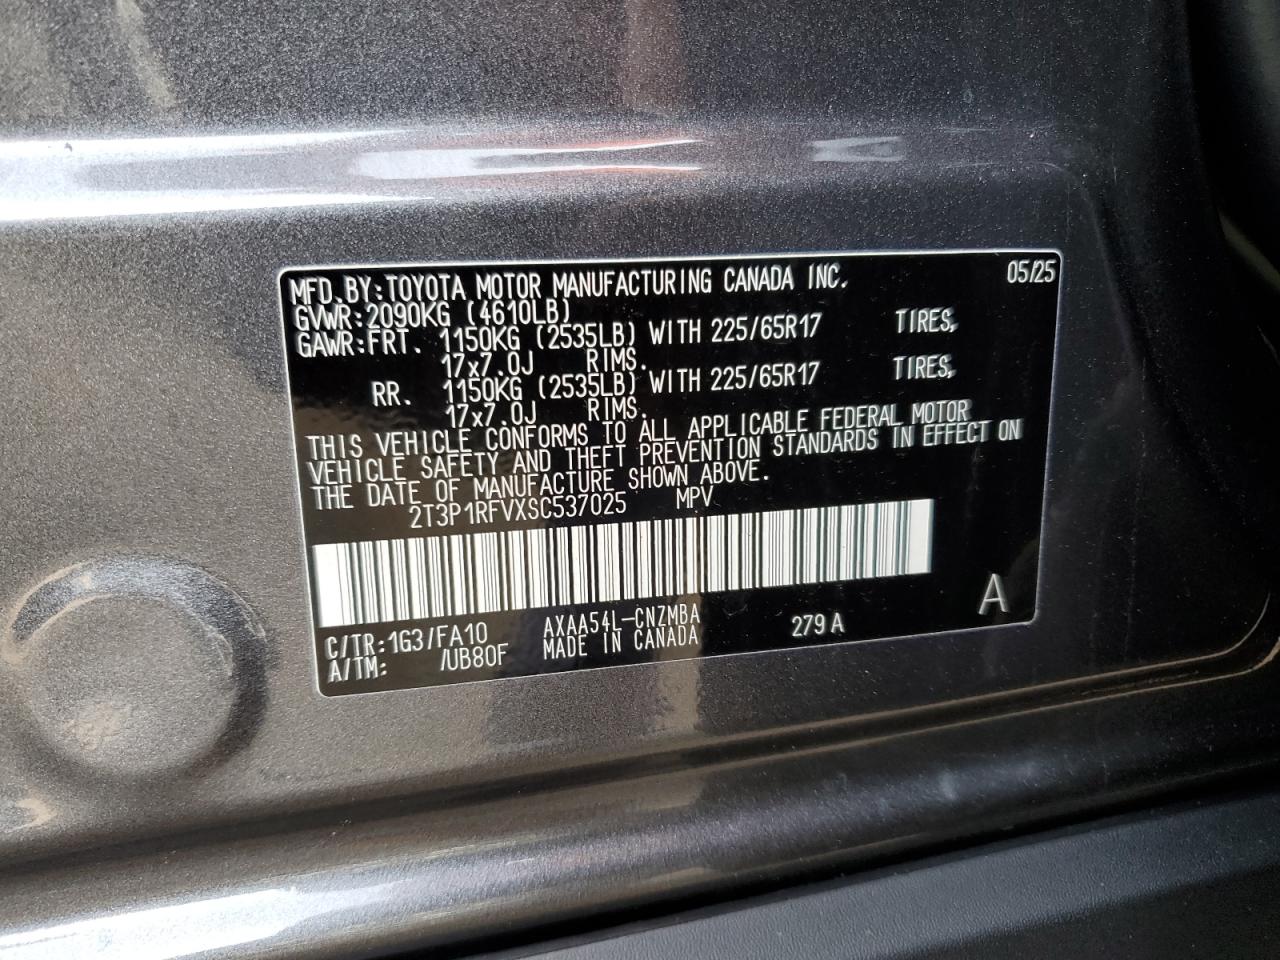 MFD.BY:TOYOTA MOTOR MANUFACTURING CANADA INC. 05/25
GVWR:2090KG (4610LB)
GAWR:FRT. 1150KG (2535LB) WITH 225/65R17 TIRES,
17x7.0J RIMS.
RR. 1150KG (2535LB) WITH 225/65R17 TIRES,
17x7.0J RIMS.
THIS VEHICLE CONFORMS TO ALL APPLICABLE FEDERAL MOTOR
VEHICLE SAFETY AND THEFT PREVENTION STANDARDS IN EFFECT ON
THE DATE OF MANUFACTURE SHOWN ABOVE.
2T3P1RFVXSC537025 MPV
C/TR:1G3/FA10 AXAA54L-CNZMBA 279A A
A/TM: /UB80F MADE IN CANADA